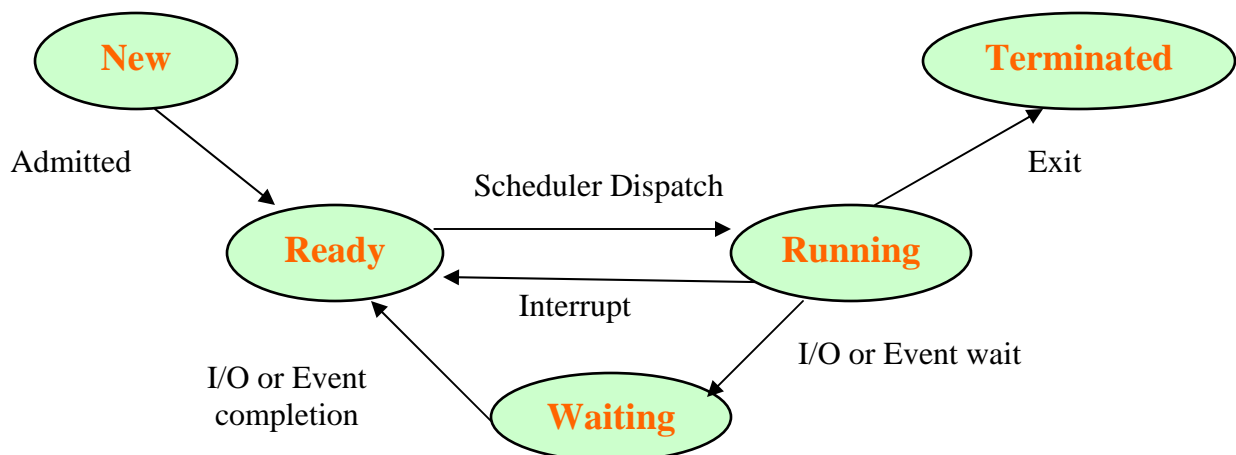 New
Terminated
Admitted
Exit
Scheduler Dispatch
Ready
Running
Interrupt
I/O or Event wait
I/O or Event
completion
Waiting